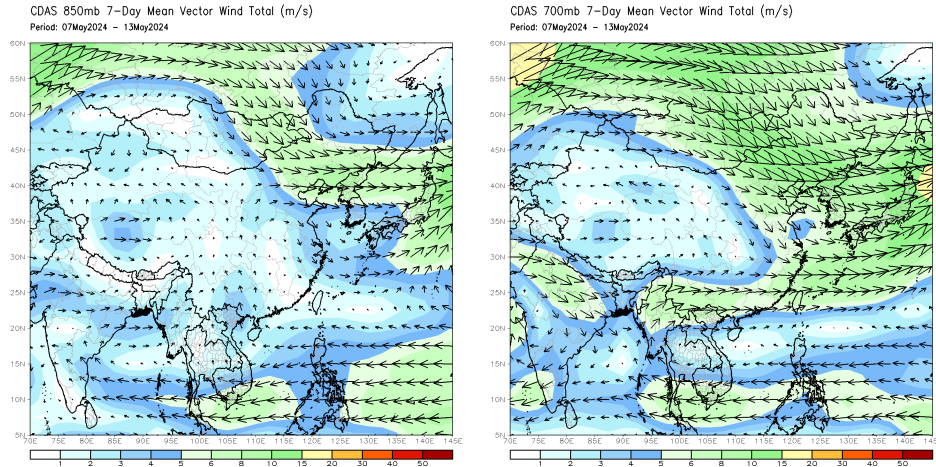 CDAS 850mb 7-Day Mean Vector Wind Total (m/s)
Period: 07May2024 - 13May2024
60N
55N
50N
45N
40N
35N
30N
25N
20N
15N
10N
5N
70E 75E 80E 85E 90E 95E 100E 105E 110E 115E 120E 125E 130E 135E 140E 145E
1 2 3 4 5 6 8 10 15 20 30 40 50
CDAS 700mb 7-Day Mean Vector Wind Total (m/s)
Period: 07May2024 - 13May2024
60N
55N
50N
45N
40N
35N
30N
25N
20N
15N
10N
5N
70E 75E 80E 85E 90E 95E 100E 105E 110E 115E 120E 125E 130E 135E 140E 145E
1 2 3 4 5 6 8 10 15 20 30 40 50